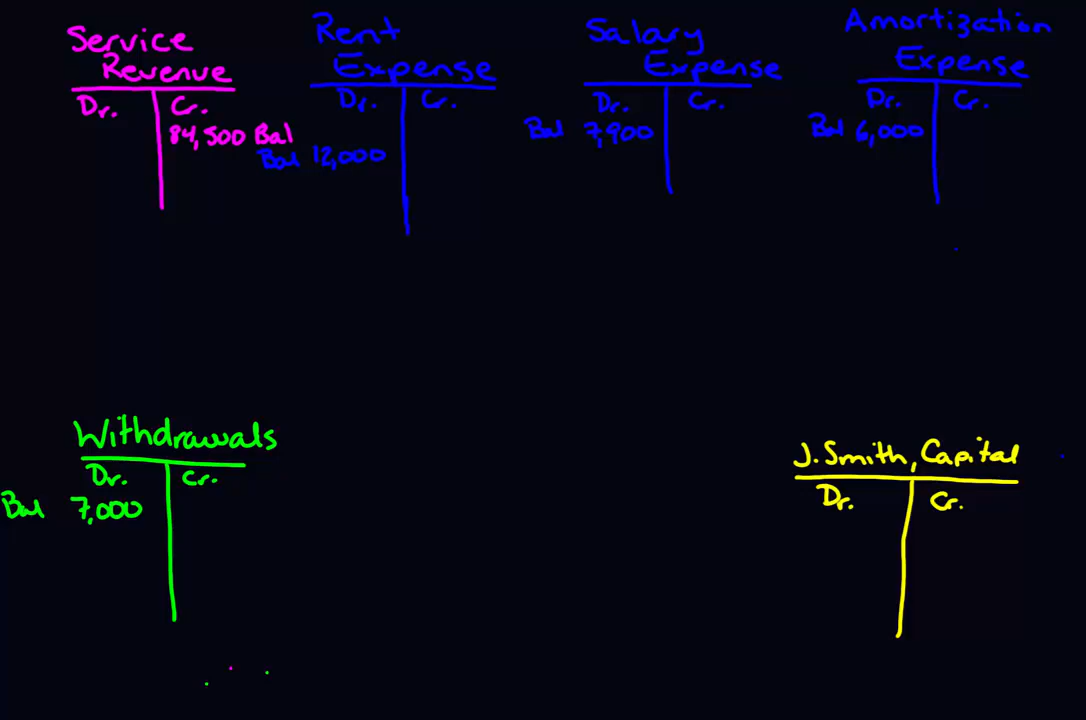 Service
Revenue
Dr. Cr.
84,500 Bal
Rent
Expense
Dr. Cr.
Bal 12,000
Salary
Expense
Dr. Cr.
Bal 7,900
Amortization
Expense
Dr. Cr.
Bal 6,000
Withdrawals
Dr. Cr.
Bal 7,000
J. Smith, Capital
Dr. Cr.